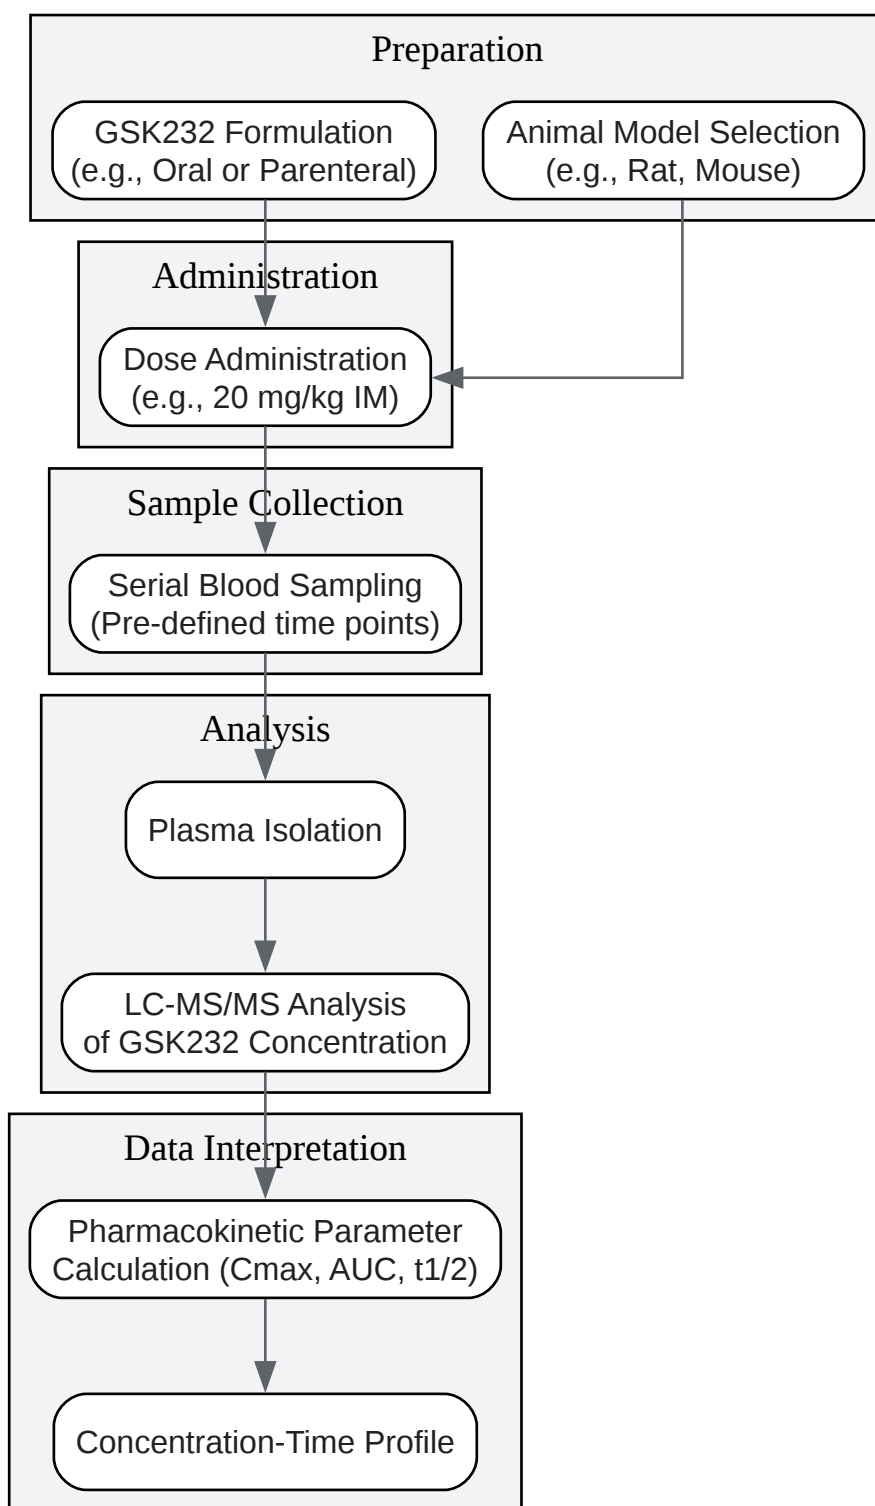 Preparation
GSK232 Formulation
(e.g., Oral or Parenteral)
Animal Model Selection
(e.g., Rat, Mouse)
Administration
Dose Administration
(e.g., 20 mg/kg IM)
Sample Collection
Serial Blood Sampling
(Pre-defined time points)
Analysis
Plasma Isolation
LC-MS/MS Analysis
of GSK232 Concentration
Data Interpretation
Pharmacokinetic Parameter
Calculation (Cmax, AUC, t1/2)
Concentration-Time Profile